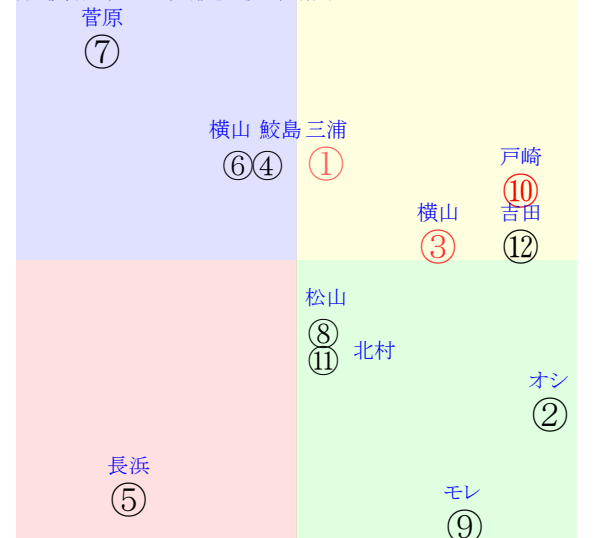 菅原
⑦
横山 鮫島 三浦
⑥④ ①
戸崎
⑩
横山 吉田
③ ⑫
松山
⑧
⑪ 北村
オシ
②
長浜
⑤
モレ
⑨